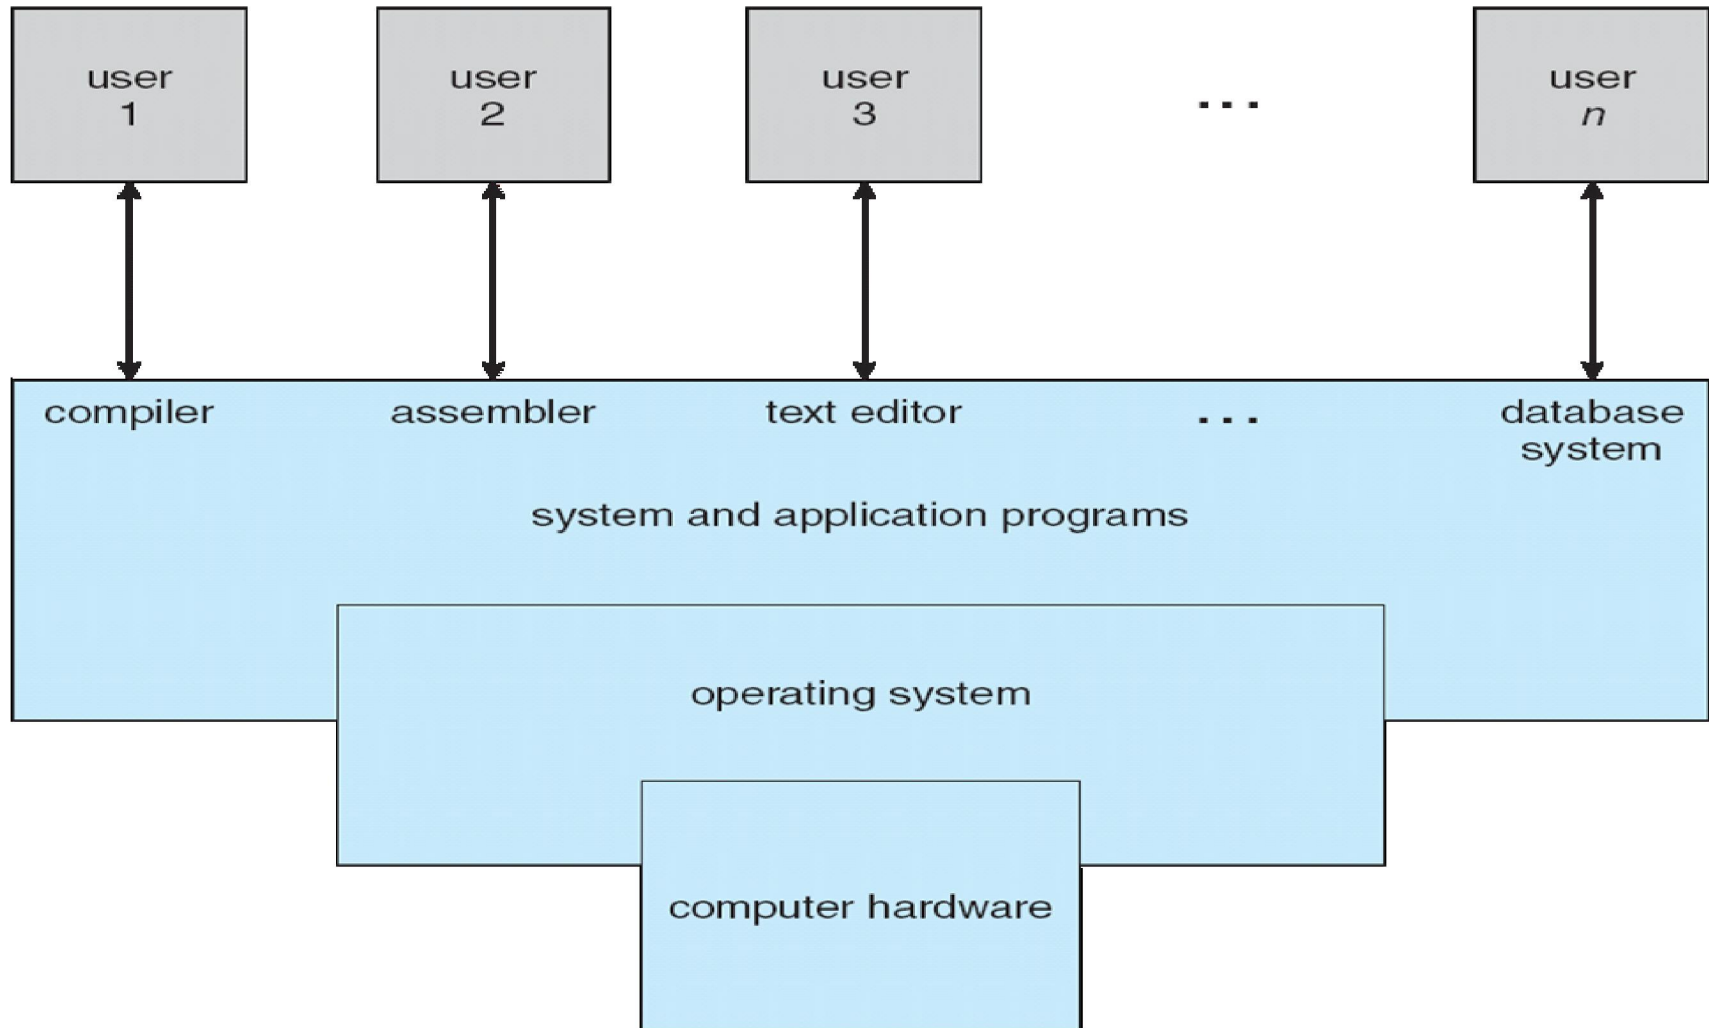 user
1
user
2
user
3
...
user
n
compiler
assembler
text editor
...
database
system
system and application programs
operating system
computer hardware